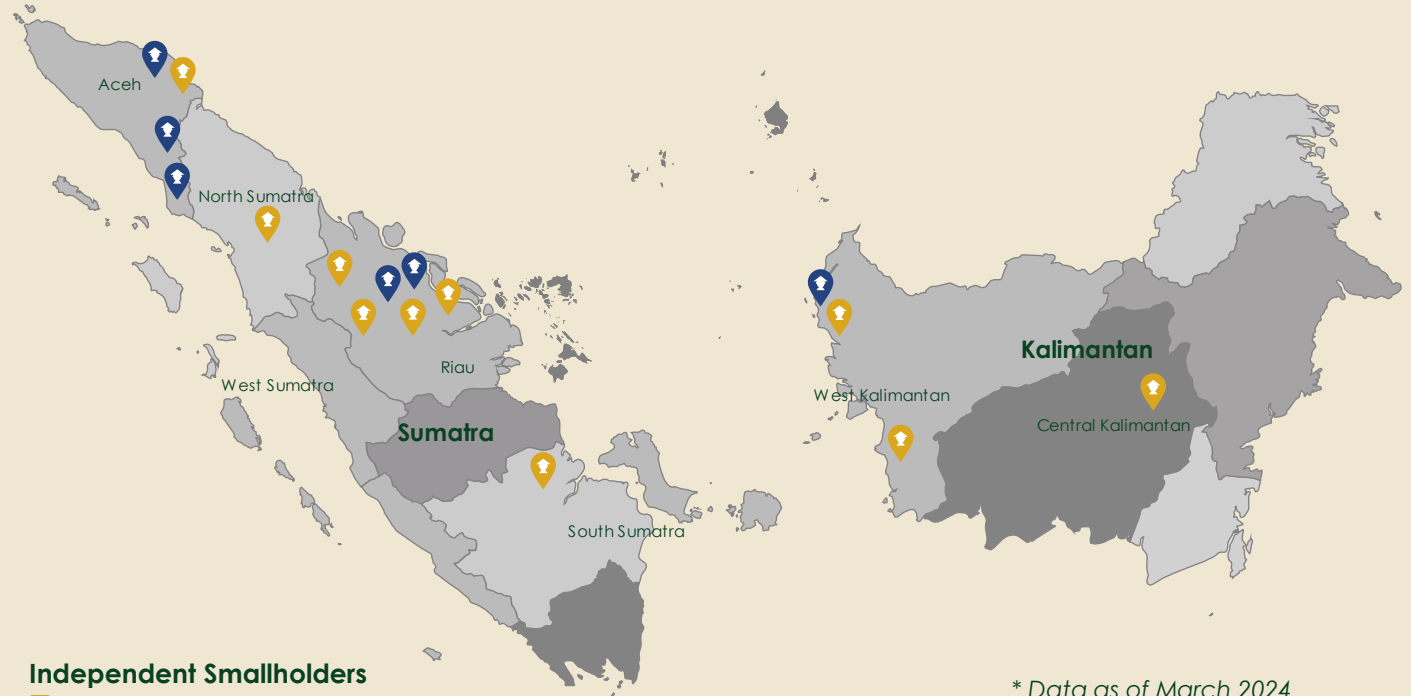 Aceh
North Sumatra
Riau
Kalimantan
West Sumatra
West Kalimantan
Central Kalimantan
Sumatra
South Sumatra
Independent Smallholders
* Data as of March 2024